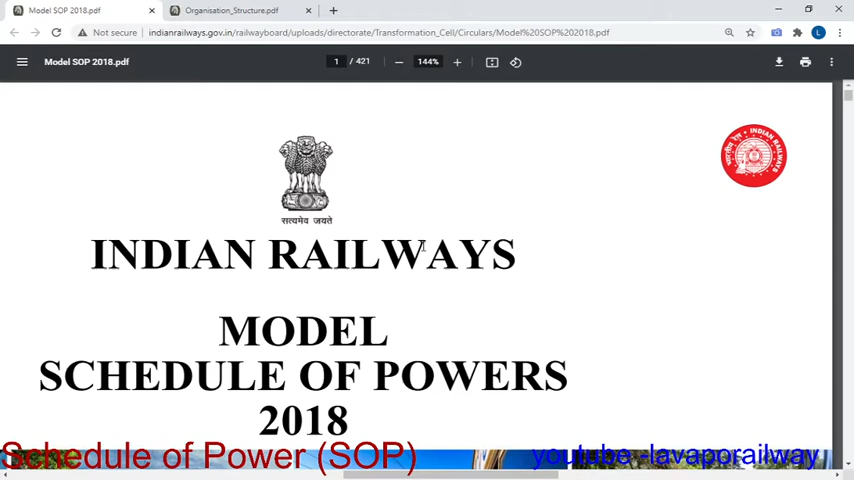 Model SOP 2018.pdf
Organisation_Structure.pdf
Not secure
indianrailways.gov.in/railwayboard/uploads/directorate/Transformation_Cell/Circulars/Model%20SOP%202018.pdf
L
Model SOP 2018.pdf
1 / 421
144%
INDIAN RAILWAYS
सत्यमेव जयते
INDIAN RAILWAYS
MODEL
SCHEDULE OF POWERS
2018
Schedule of Power (SOP)
youtube -lavaporailway